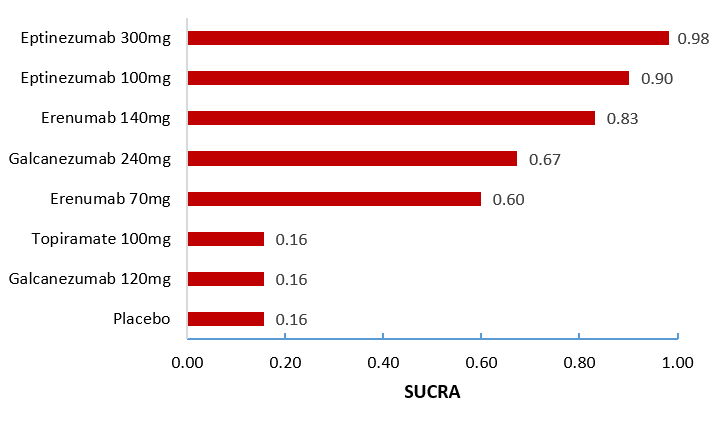 Eptinezumab 300mg 0.98
Eptinezumab 100mg 0.90
Erenumab 140mg 0.83
Galcanezumab 240mg 0.67
Erenumab 70mg 0.60
Topiramate 100mg 0.16
Galcanezumab 120mg 0.16
Placebo 0.16
0.00 0.20 0.40 0.60 0.80 1.00
SUCRA